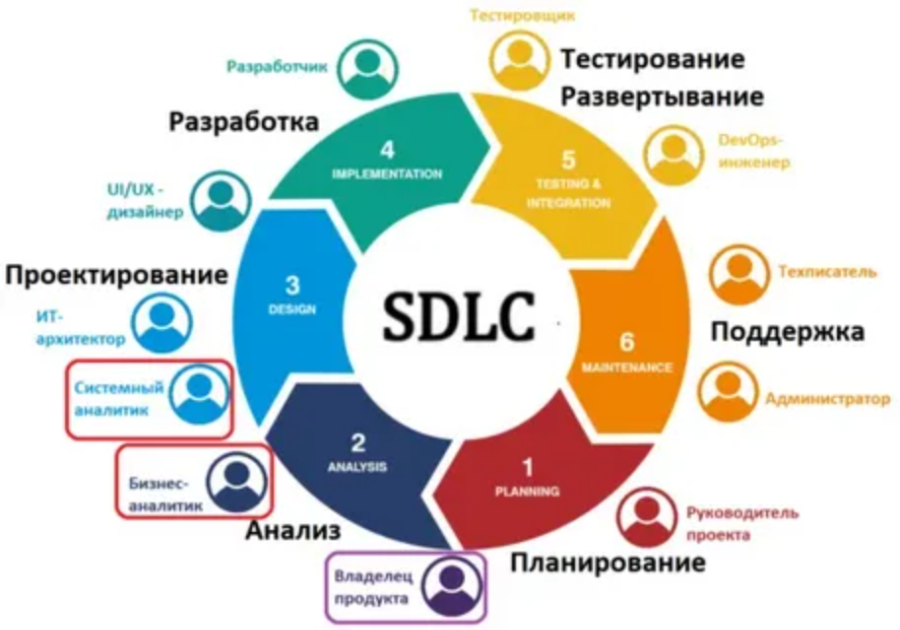 Тестировщик
Разработчик
Тестирование
Развертывание
Разработка
4
IMPLEMENTATION
5
TESTING &
INTEGRATION
DevOps-
инженер
UI/UX -
дизайнер
Проектирование
3
DESIGN
SDLC
Техписатель
ИТ-
архитектор
Поддержка
6
MAINTENANCE
Системный
аналитик
Администратор
2
ANALYSIS
1
PLANNING
Бизнес-
аналитик
Руководитель
проекта
Анализ
Планирование
Владелец
продукта